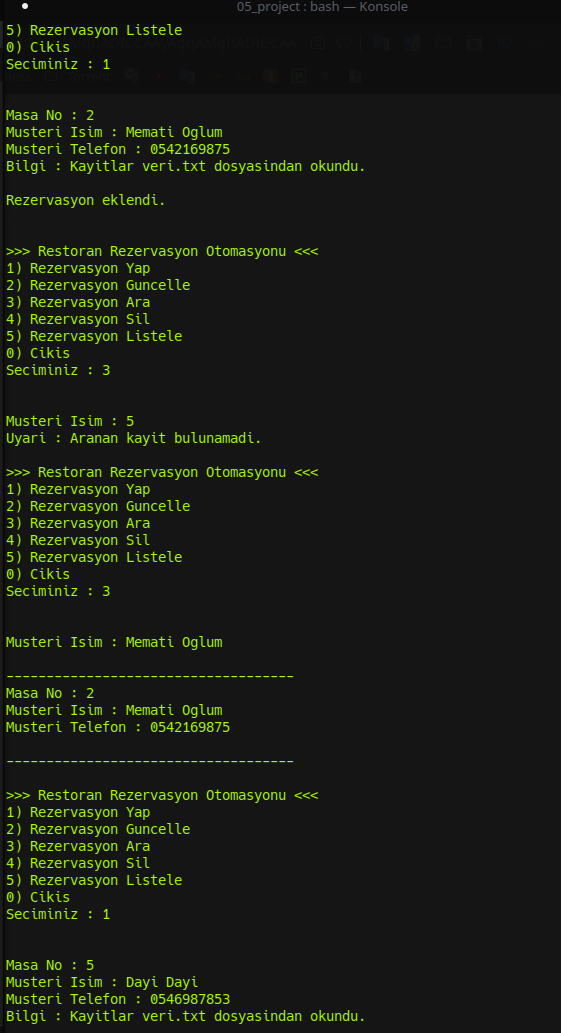 05_project : bash — Konsole
5) Rezervasyon Listele
0) Cikis
Seciminiz : 1
Masa No : 2
Musteri Isim : Memati Oglum
Musteri Telefon : 0542169875
Bilgi : Kayitlar veri.txt dosyasindan okundu.
Rezervasyon eklendi.
>>> Restoran Rezervasyon Otomasyonu <<<
1) Rezervasyon Yap
2) Rezervasyon Guncelle
3) Rezervasyon Ara
4) Rezervasyon Sil
5) Rezervasyon Listele
0) Cikis
Seciminiz : 3
Musteri Isim : 5
Uyari : Aranan kayit bulunamadi.
>>> Restoran Rezervasyon Otomasyonu <<<
1) Rezervasyon Yap
2) Rezervasyon Guncelle
3) Rezervasyon Ara
4) Rezervasyon Sil
5) Rezervasyon Listele
0) Cikis
Seciminiz : 3
Musteri Isim : Memati Oglum
------------------------------------
Masa No : 2
Musteri Isim : Memati Oglum
Musteri Telefon : 0542169875
------------------------------------
>>> Restoran Rezervasyon Otomasyonu <<<
1) Rezervasyon Yap
2) Rezervasyon Guncelle
3) Rezervasyon Ara
4) Rezervasyon Sil
5) Rezervasyon Listele
0) Cikis
Seciminiz : 1
Masa No : 5
Musteri Isim : Dayi Dayi
Musteri Telefon : 0546987853
Bilgi : Kayitlar veri.txt dosyasindan okundu.